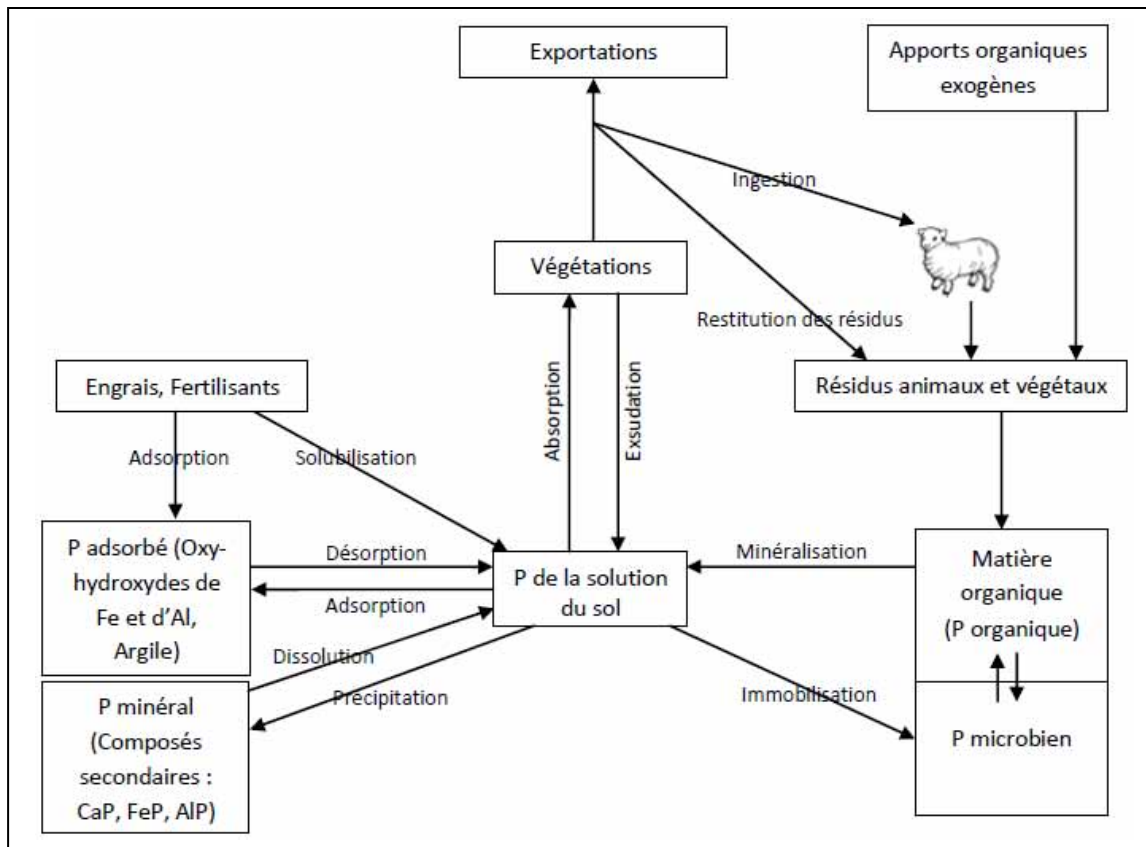 Exportations
Apports organiques
exogènes
Ingestion
Végétations
Restitution des résidus
Engrais, Fertilisants
Résidus animaux et végétaux
Absorption
Exsudation
Adsorption
Solubilisation
P adsorbé (Oxy-
hydroxydes de
Fe et d'Al,
Argile)
Désorption
Adsorption
P de la solution
du sol
Minéralisation
Matière
organique
(P organique)
Dissolution
Précipitation
Immobilisation
P minéral
(Composés
secondaires :
CaP, FeP, AlP)
P microbien